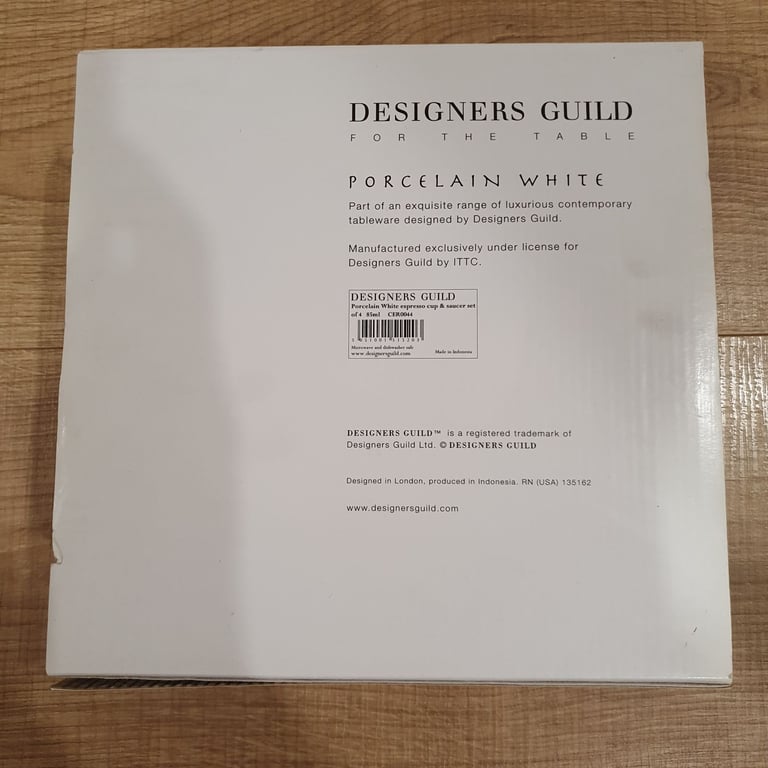 DESIGNERS GUILD
FOR THE TABLE
PORCELAIN WHITE
Part of an exquisite range of luxurious contemporary
tableware designed by Designers Guild.
Manufactured exclusively under license for
Designers Guild by ITTC.
DESIGNERS GUILD
Porcelain White espresso cup & saucer set
of 4 85ml CER0044
Microwave and dishwasher safe
www.designersguild.com Made in Indonesia
DESIGNERS GUILD™ is a registered trademark of
Designers Guild Ltd. © DESIGNERS GUILD
Designed in London, produced in Indonesia. RN (USA) 135162
www.designersguild.com